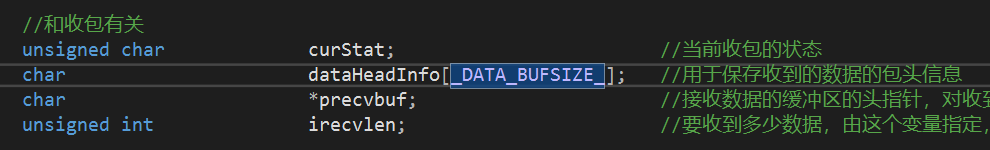 //和收包有关
unsigned char curStat; //当前收包的状态
char dataHeadInfo[_DATA_BUFSIZE_]; //用于保存收到的数据的包头信息
char *precvbuf; //接收数据的缓冲区的头指针，对收到
unsigned int irecvlen; //要收到多少数据，由这个变量指定，